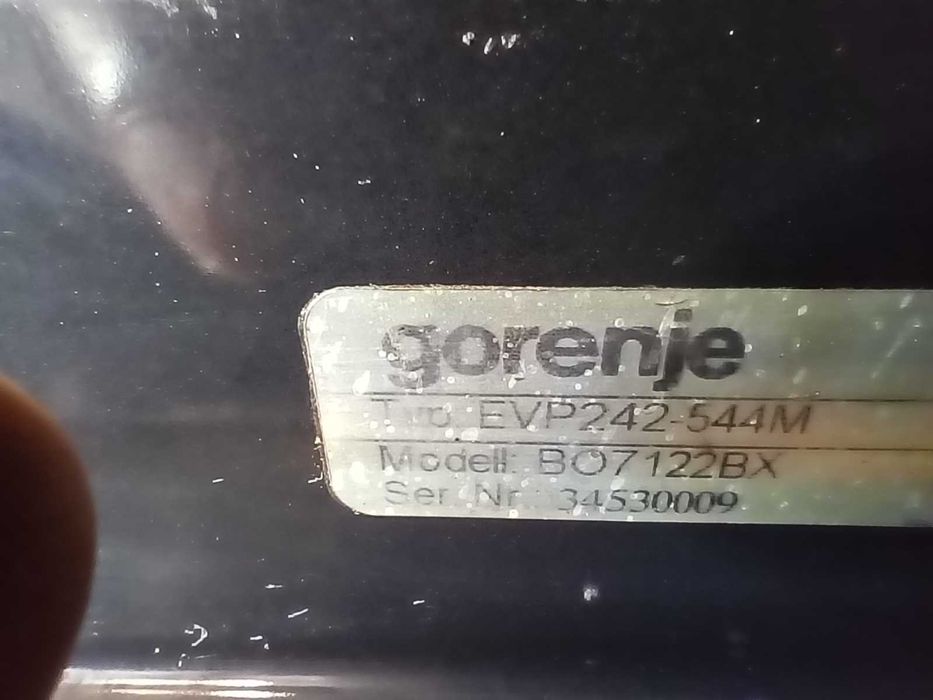 gorenje
Typ: EVP242-544M
Modell: BO7122BX
Ser. Nr.: 34530009